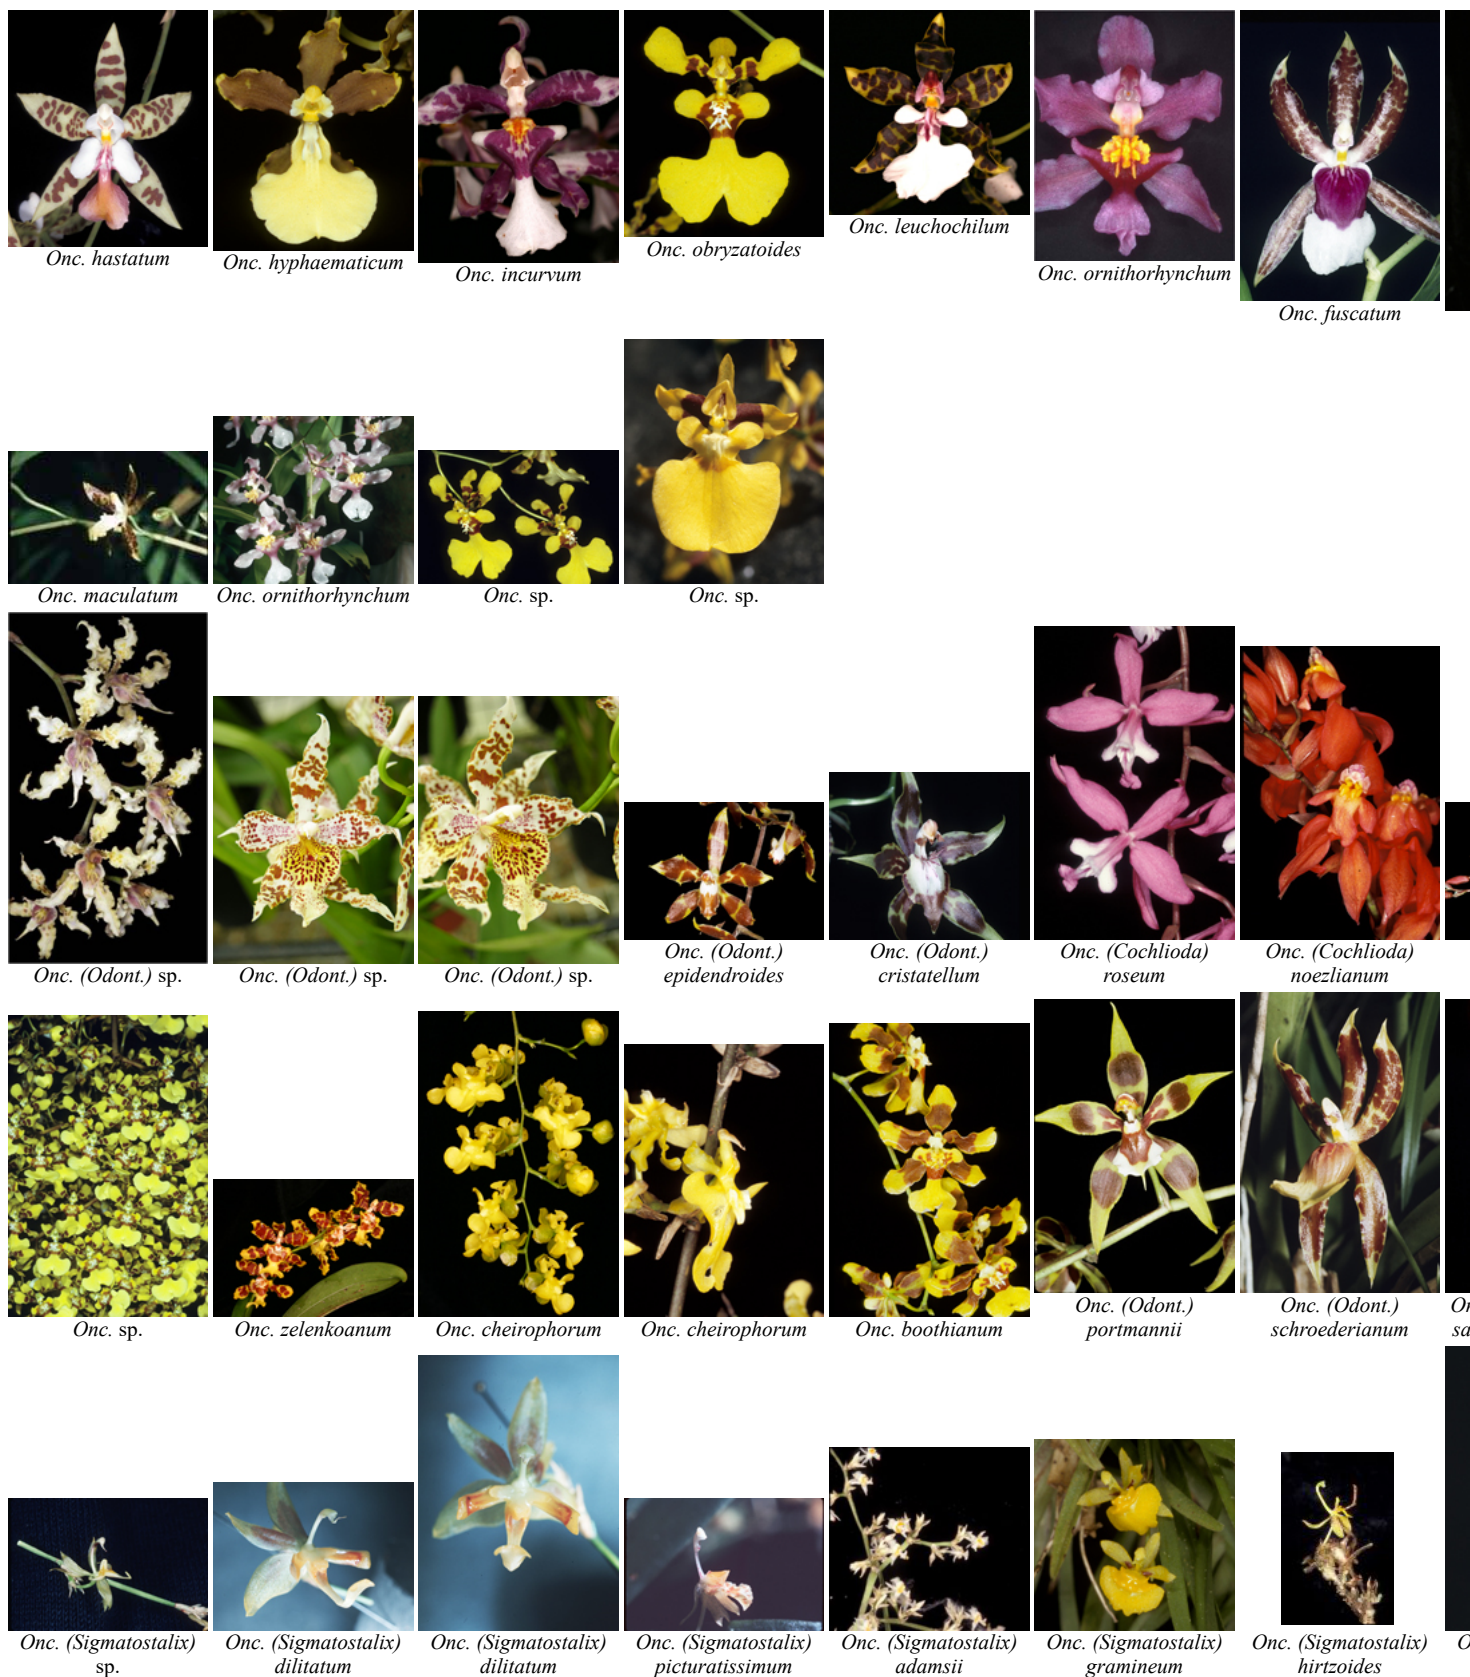 Onc. hastatum
Onc. hyphaematicum
Onc. incurvum
Onc. obryzatoides
Onc. leuchochilum
Onc. ornithorhynchum
Onc. fuscatum
Onc. maculatum
Onc. ornithorhynchum
Onc. sp.
Onc. sp.
Onc. (Odont.) sp.
Onc. (Odont.) sp.
Onc. (Odont.) sp.
Onc. (Odont.)
epidendroides
Onc. (Odont.)
cristatellum
Onc. (Cochlioda)
roseum
Onc. (Cochlioda)
noezlianum
Onc. sp.
Onc. zelenkoanum
Onc. cheirophorum
Onc. cheirophorum
Onc. boothianum
Onc. (Odont.)
portmannii
Onc. (Odont.)
schroederianum
Onc. (Sigmatostalix)
sp.
Onc. (Sigmatostalix)
dilitatum
Onc. (Sigmatostalix)
dilitatum
Onc. (Sigmatostalix)
picturatissimum
Onc. (Sigmatostalix)
adamsii
Onc. (Sigmatostalix)
gramineum
Onc. (Sigmatostalix)
hirtzoides